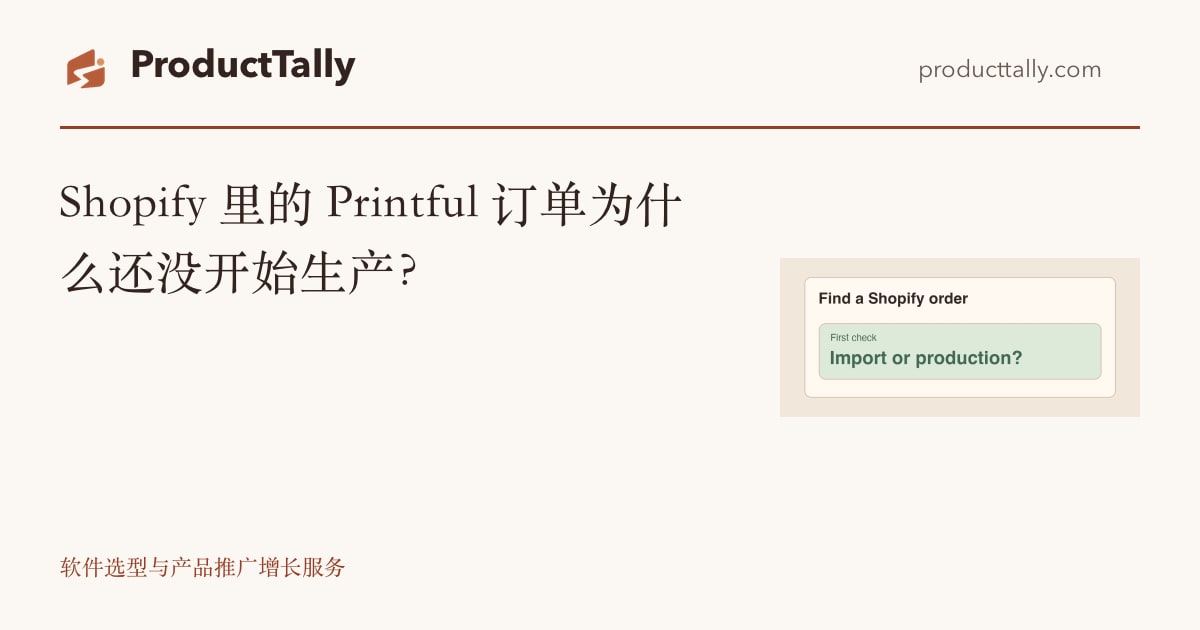 ProductTally
producttally.com
Shopify 里的 Printful 订单为什
么还没开始生产?
Find a Shopify order
First check
Import or production?
软件选型与产品推广增长服务